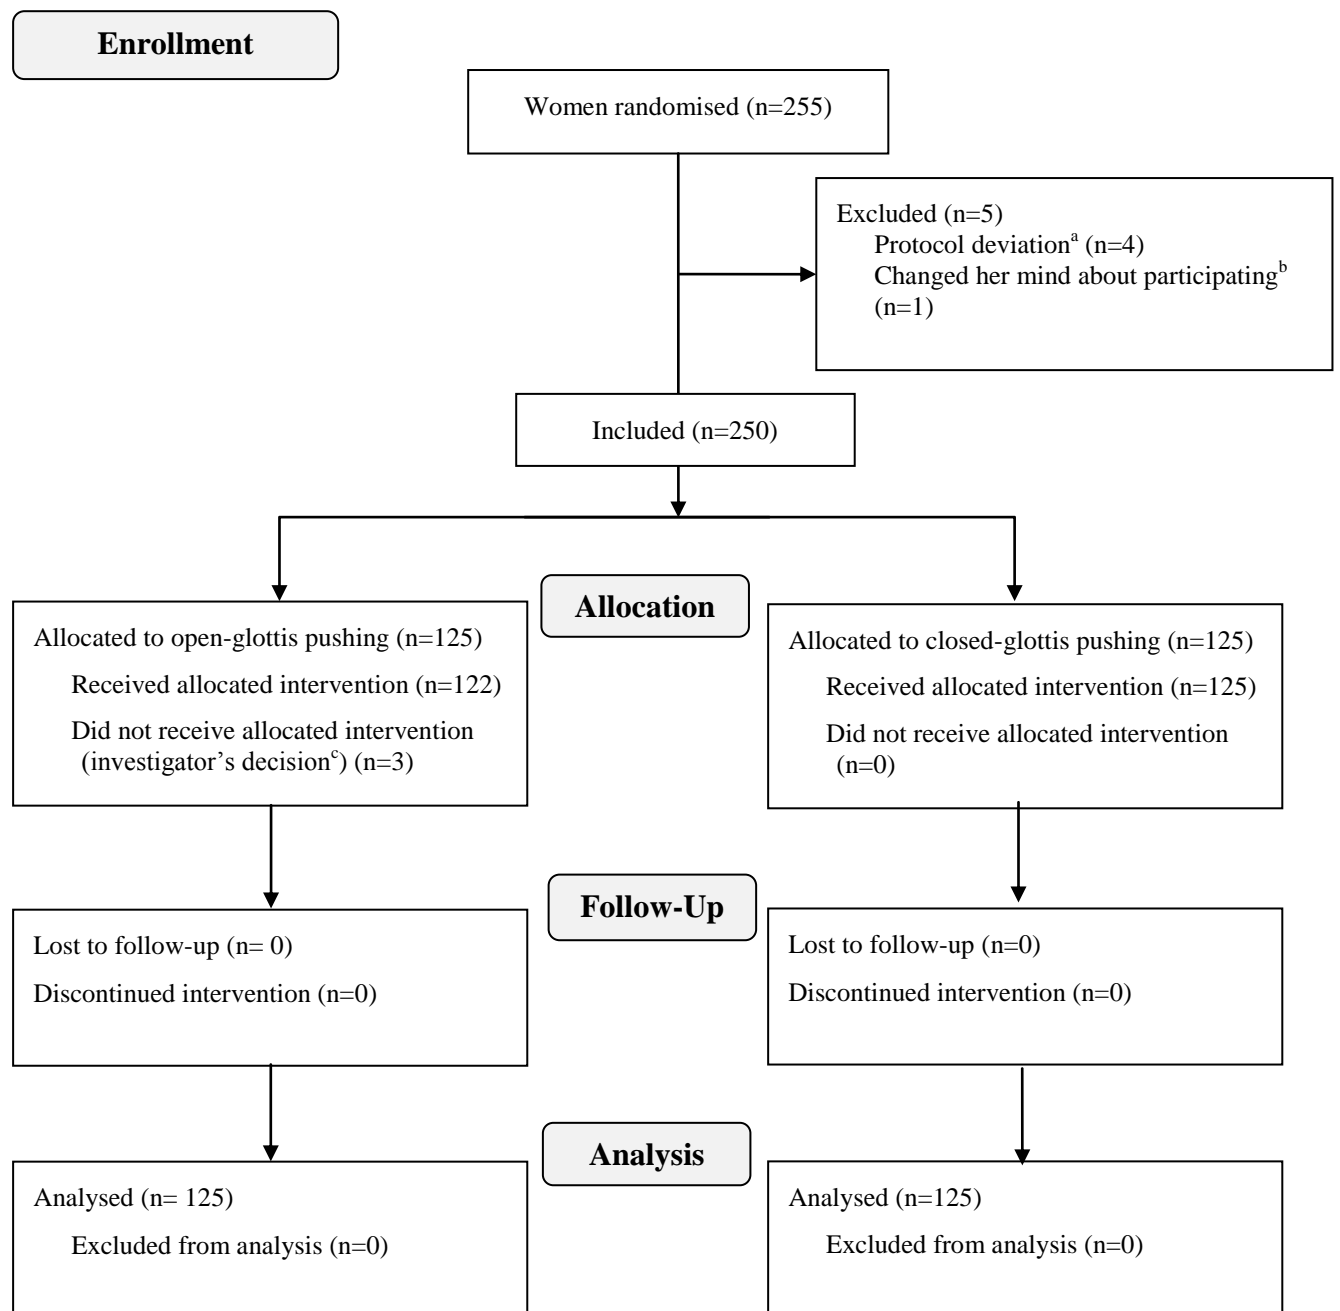 Enrollment
Women randomised (n=255)
Excluded (n=5)
Protocol deviationa (n=4)
Changed her mind about participatingb
(n=1)
Included (n=250)
Allocation
Allocated to open-glottis pushing (n=125)
Received allocated intervention (n=122)
Did not receive allocated intervention
(investigator’s decisionc) (n=3)
Allocated to closed-glottis pushing (n=125)
Received allocated intervention (n=125)
Did not receive allocated intervention
(n=0)
Follow-Up
Lost to follow-up (n= 0)
Discontinued intervention (n=0)
Lost to follow-up (n=0)
Discontinued intervention (n=0)
Analysis
Analysed (n= 125)
Excluded from analysis (n=0)
Analysed (n=125)
Excluded from analysis (n=0)